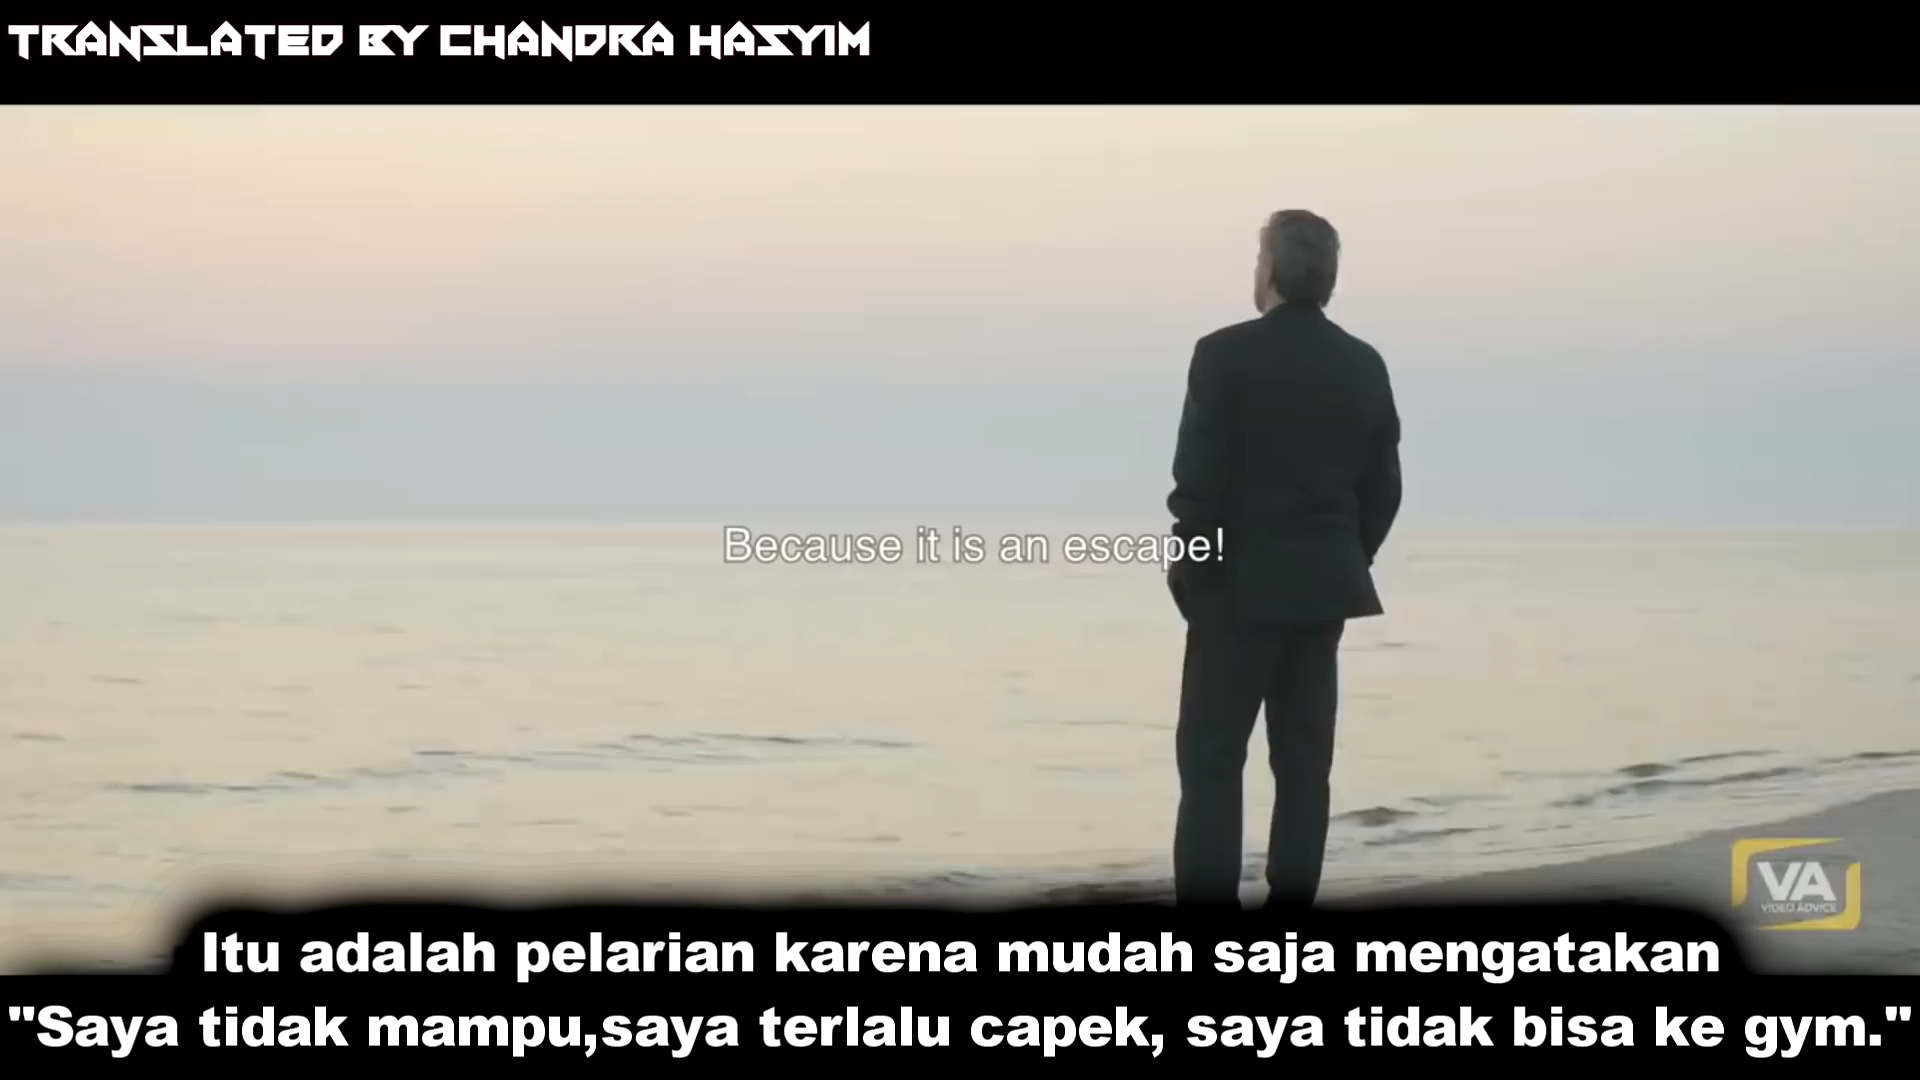 TRANSLATED BY CHANDRA HASYIM
Because it is an escape!
VA
VIDEO ADVICE
Itu adalah pelarian karena mudah saja mengatakan
"Saya tidak mampu,saya terlalu capek, saya tidak bisa ke gym."